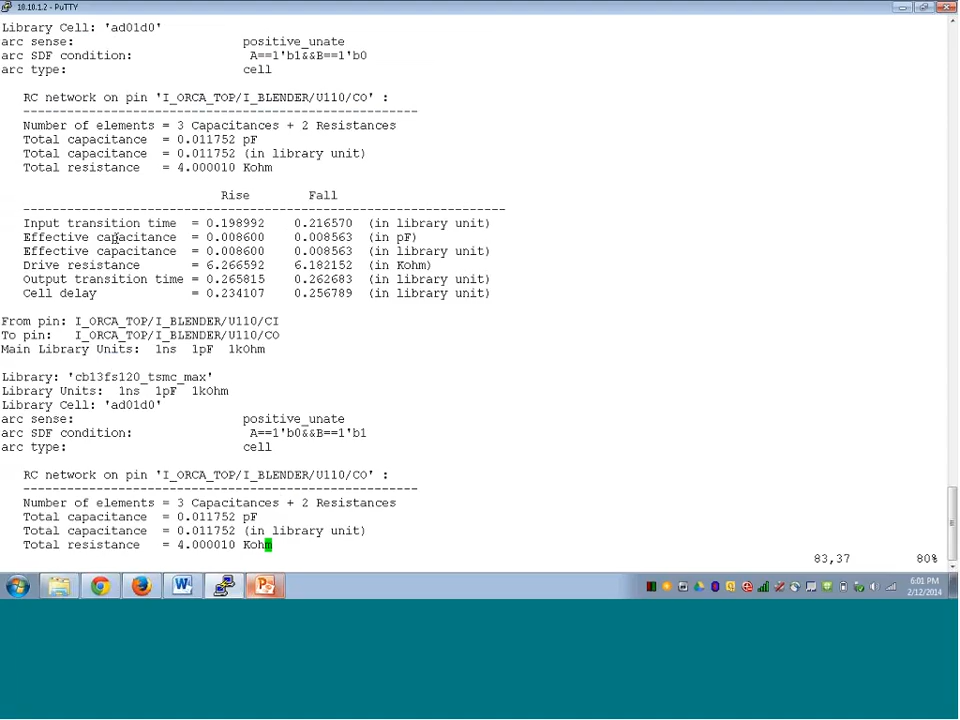 10.10.1.2 - PuTTY
Library Cell: 'ad01d0'
arc sense: positive_unate
arc SDF condition: A==1'b1&&B==1'b0
arc type: cell
RC network on pin 'I_ORCA_TOP/I_BLENDER/U110/CO' :
--------------------------------------------------------
Number of elements = 3 Capacitances + 2 Resistances
Total capacitance = 0.011752 pF
Total capacitance = 0.011752 (in library unit)
Total resistance = 4.000010 Kohm
Rise Fall
--------------------------------------------------------------------
Input transition time = 0.198992 0.216570 (in library unit)
Effective capacitance = 0.008600 0.008563 (in pF)
Effective capacitance = 0.008600 0.008563 (in library unit)
Drive resistance = 6.266592 6.182152 (in Kohm)
Output transition time = 0.265815 0.262683 (in library unit)
Cell delay = 0.234107 0.256789 (in library unit)
From pin: I_ORCA_TOP/I_BLENDER/U110/CI
To pin: I_ORCA_TOP/I_BLENDER/U110/CO
Main Library Units: 1ns 1pF 1kOhm
Library: 'cb13fs120_tsmc_max'
Library Units: 1ns 1pF 1kOhm
Library Cell: 'ad01d0'
arc sense: positive_unate
arc SDF condition: A==1'b0&&B==1'b1
arc type: cell
RC network on pin 'I_ORCA_TOP/I_BLENDER/U110/CO' :
--------------------------------------------------------
Number of elements = 3 Capacitances + 2 Resistances
Total capacitance = 0.011752 pF
Total capacitance = 0.011752 (in library unit)
Total resistance = 4.000010 Kohm
83,37 80%
6:01 PM
2/12/2014